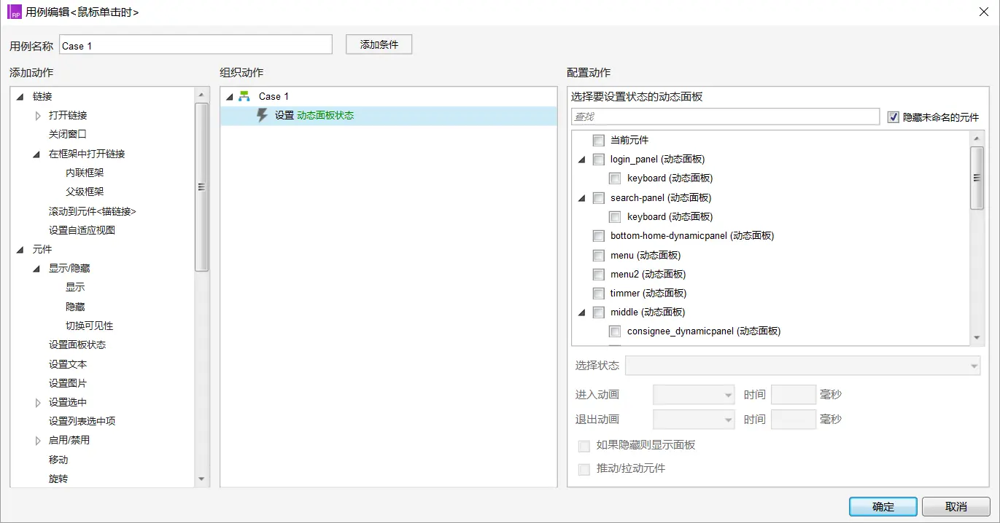 用例编辑<鼠标单击时>
用例名称 Case 1 添加条件
添加动作
链接
打开链接
关闭窗口
在框架中打开链接
内联框架
父级框架
滚动到元件<锚链接>
设置自适应视图
元件
显示/隐藏
显示
隐藏
切换可见性
设置面板状态
设置文本
设置图片
设置选中
设置列表选中项
启用/禁用
移动
旋转
组织动作
Case 1
设置 动态面板状态
配置动作
选择要设置状态的动态面板
查找 隐藏未命名的元件
当前元件
login_panel (动态面板)
keyboard (动态面板)
search-panel (动态面板)
keyboard (动态面板)
bottom-home-dynamicpanel (动态面板)
menu (动态面板)
menu2 (动态面板)
timmer (动态面板)
middle (动态面板)
consignee_dynamicpanel (动态面板)
选择状态
进入动画 时间 毫秒
退出动画 时间 毫秒
如果隐藏则显示面板
推动/拉动元件
确定 取消